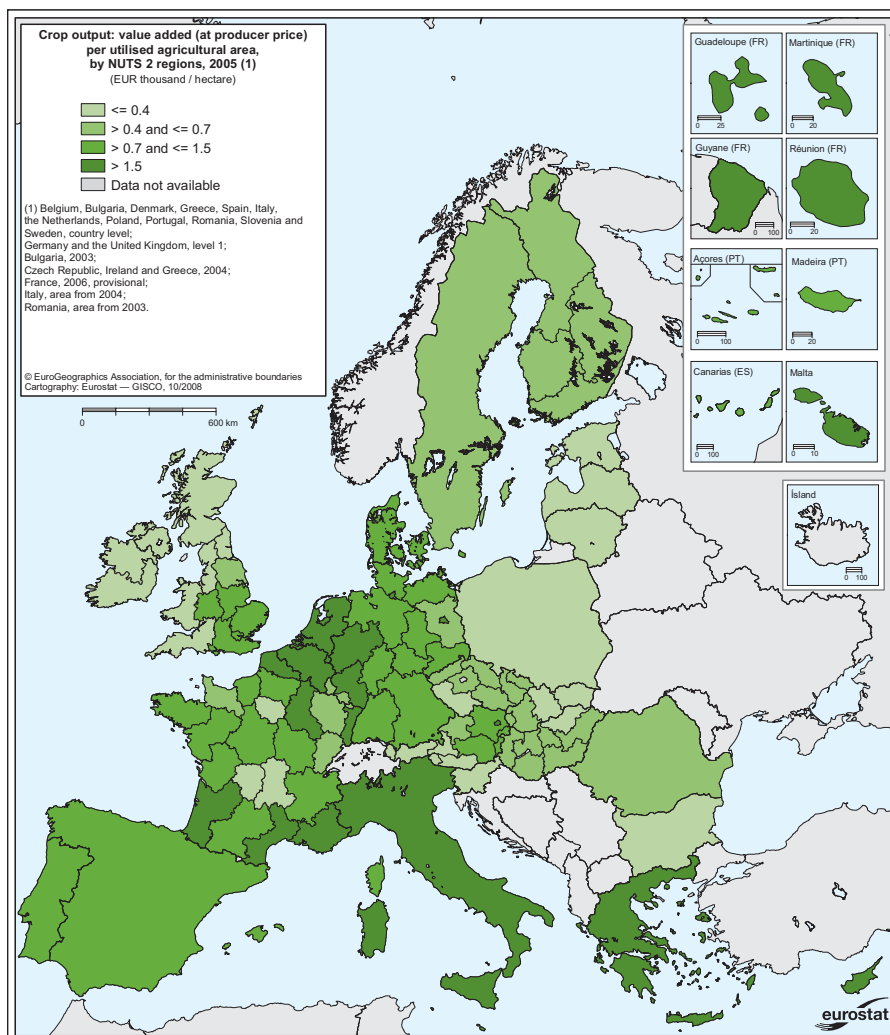 Crop output: value added (at producer price)
per utilised agricultural area,
by NUTS 2 regions, 2005 (1)
(EUR thousand / hectare)
<= 0.4
> 0.4 and <= 0.7
> 0.7 and <= 1.5
> 1.5
Data not available
(1) Belgium, Bulgaria, Denmark, Greece, Spain, Italy,
the Netherlands, Poland, Portugal, Romania, Slovenia and
Sweden, country level;
Germany and the United Kingdom, level 1;
Bulgaria, 2003;
Czech Republic, Ireland and Greece, 2004;
France, 2006, provisional;
Italy, area from 2004;
Romania, area from 2003.
© EuroGeographics Association, for the administrative boundaries
Cartography: Eurostat — GISCO, 10/2008
0 600 km
Guadeloupe (FR)
0 25
Martinique (FR)
0 20
Guyane (FR)
0 100
Réunion (FR)
0 20
Açores (PT)
0 100
Madeira (PT)
0 20
Canarias (ES)
0 100
Malta
0 10
Ísland
0 100
eurostat